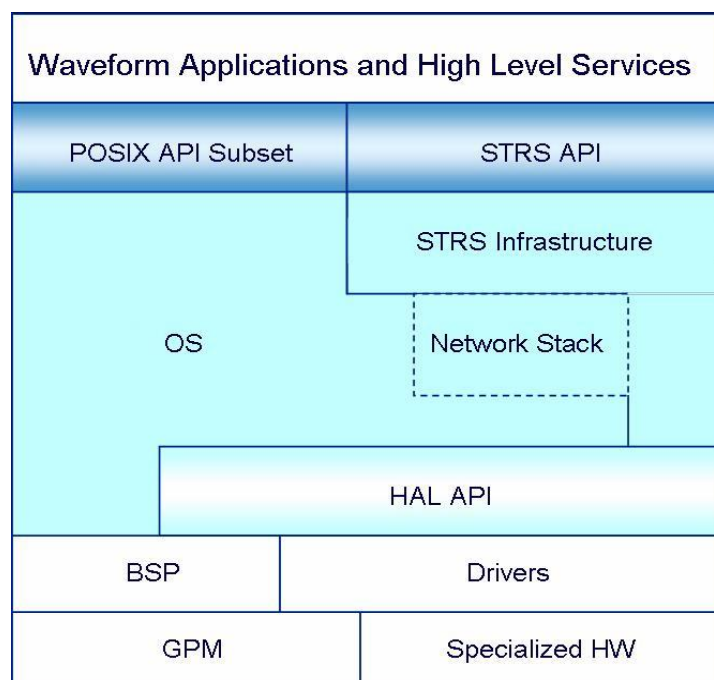 Waveform Applications and High Level Services
POSIX API Subset
STRS API
STRS Infrastructure
OS
Network Stack
HAL API
BSP
Drivers
GPM
Specialized HW